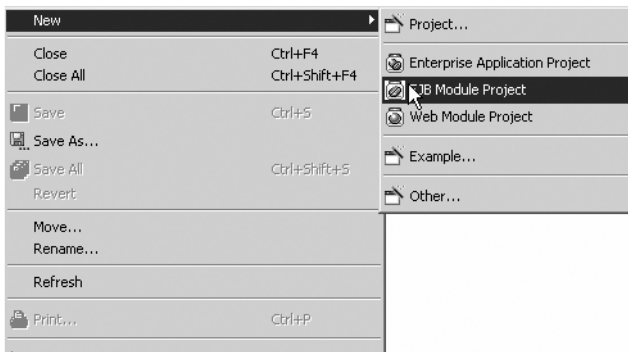 New
Close Ctrl+F4
Close All Ctrl+Shift+F4
Save Ctrl+S
Save As...
Save All Ctrl+Shift+S
Revert
Move...
Rename...
Refresh
Print... Ctrl+P
Project...
Enterprise Application Project
EJB Module Project
Web Module Project
Example...
Other...